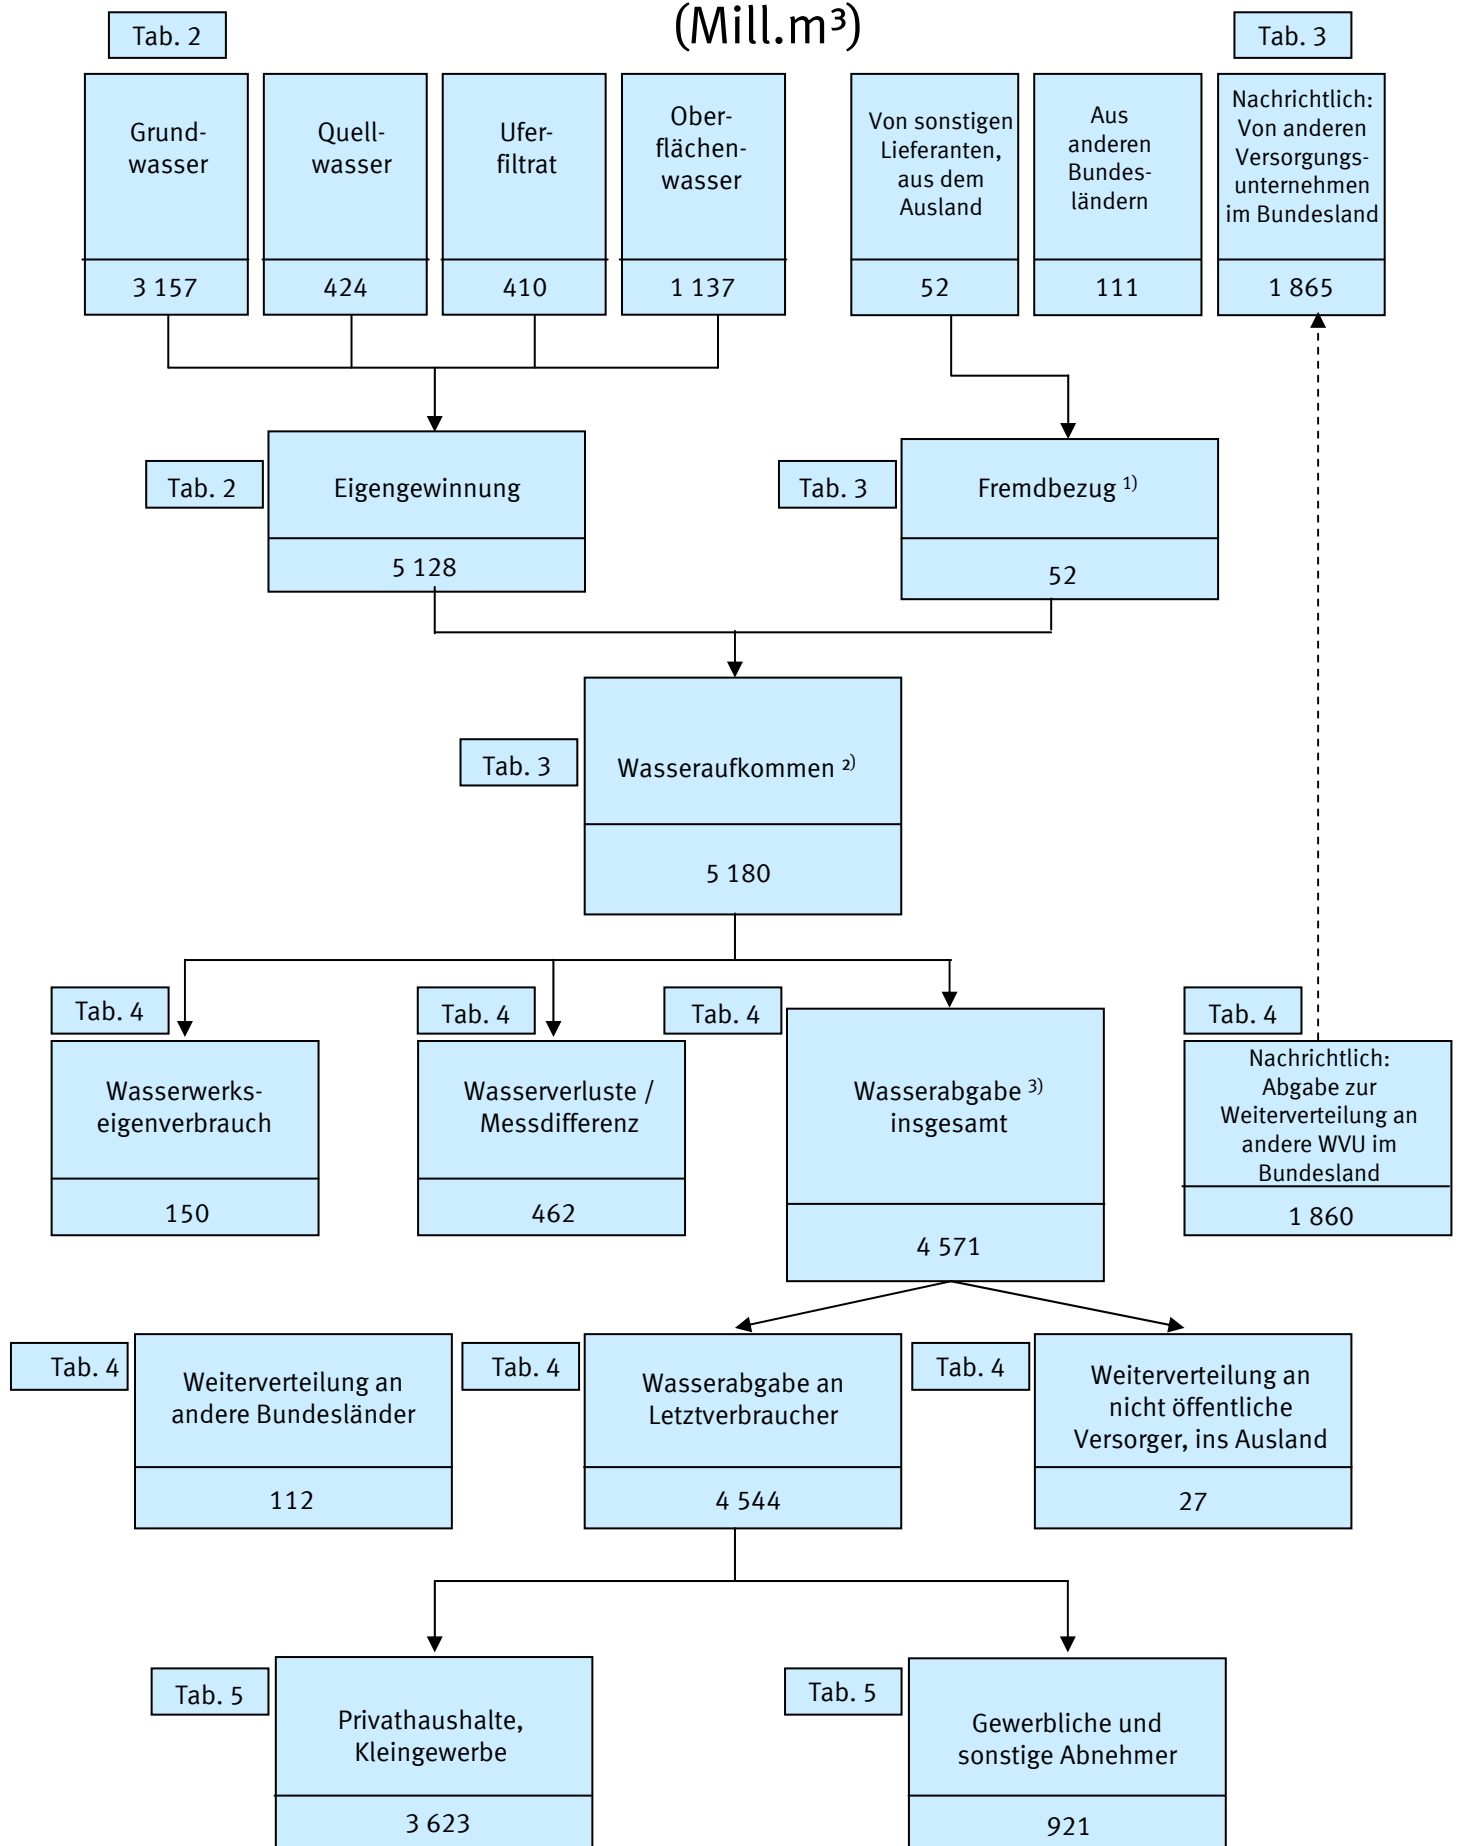 (Mill.m³)
Tab. 2
Tab. 3
Grund-
wasser
3 157
Quell-
wasser
424
Ufer-
filtrat
410
Ober-
flächen-
wasser
1 137
Von sonstigen
Lieferanten,
aus dem
Ausland
52
Aus
anderen
Bundes-
ländern
111
Nachrichtlich:
Von anderen
Versorgungs-
unternehmen
im Bundesland
1 865
Tab. 2
Eigengewinnung
5 128
Tab. 3
Fremdbezug 1)
52
Tab. 3
Wasseraufkommen 2)
5 180
Tab. 4
Wasserwerks-
eigenverbrauch
150
Tab. 4
Wasserverluste /
Messdifferenz
462
Tab. 4
Wasserabgabe 3)
insgesamt
4 571
Tab. 4
Nachrichtlich:
Abgabe zur
Weiterverteilung an
andere WVU im
Bundesland
1 860
Tab. 4
Weiterverteilung an
andere Bundesländer
112
Tab. 4
Wasserabgabe an
Letztverbraucher
4 544
Tab. 4
Weiterverteilung an
nicht öffentliche
Versorger, ins Ausland
27
Tab. 5
Privathaushalte,
Kleingewerbe
3 623
Tab. 5
Gewerbliche und
sonstige Abnehmer
921